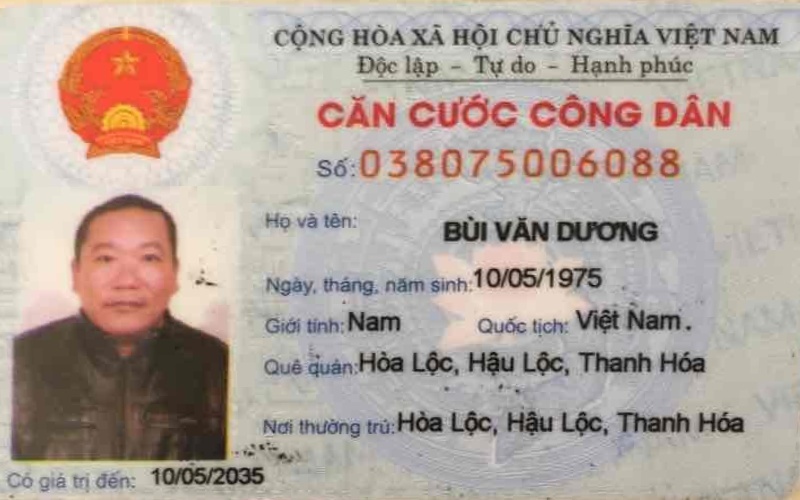 CỘNG HÒA XÃ HỘI CHỦ NGHĨA VIỆT NAM
Độc lập - Tự do - Hạnh phúc
CĂN CƯỚC CÔNG DÂN
Số: 038075006088
Họ và tên: BÙI VĂN DƯƠNG
Ngày, tháng, năm sinh: 10/05/1975
Giới tính: Nam Quốc tịch: Việt Nam.
Quê quán: Hòa Lộc, Hậu Lộc, Thanh Hóa
Nơi thường trú: Hòa Lộc, Hậu Lộc, Thanh Hóa
Có giá trị đến: 10/05/2035